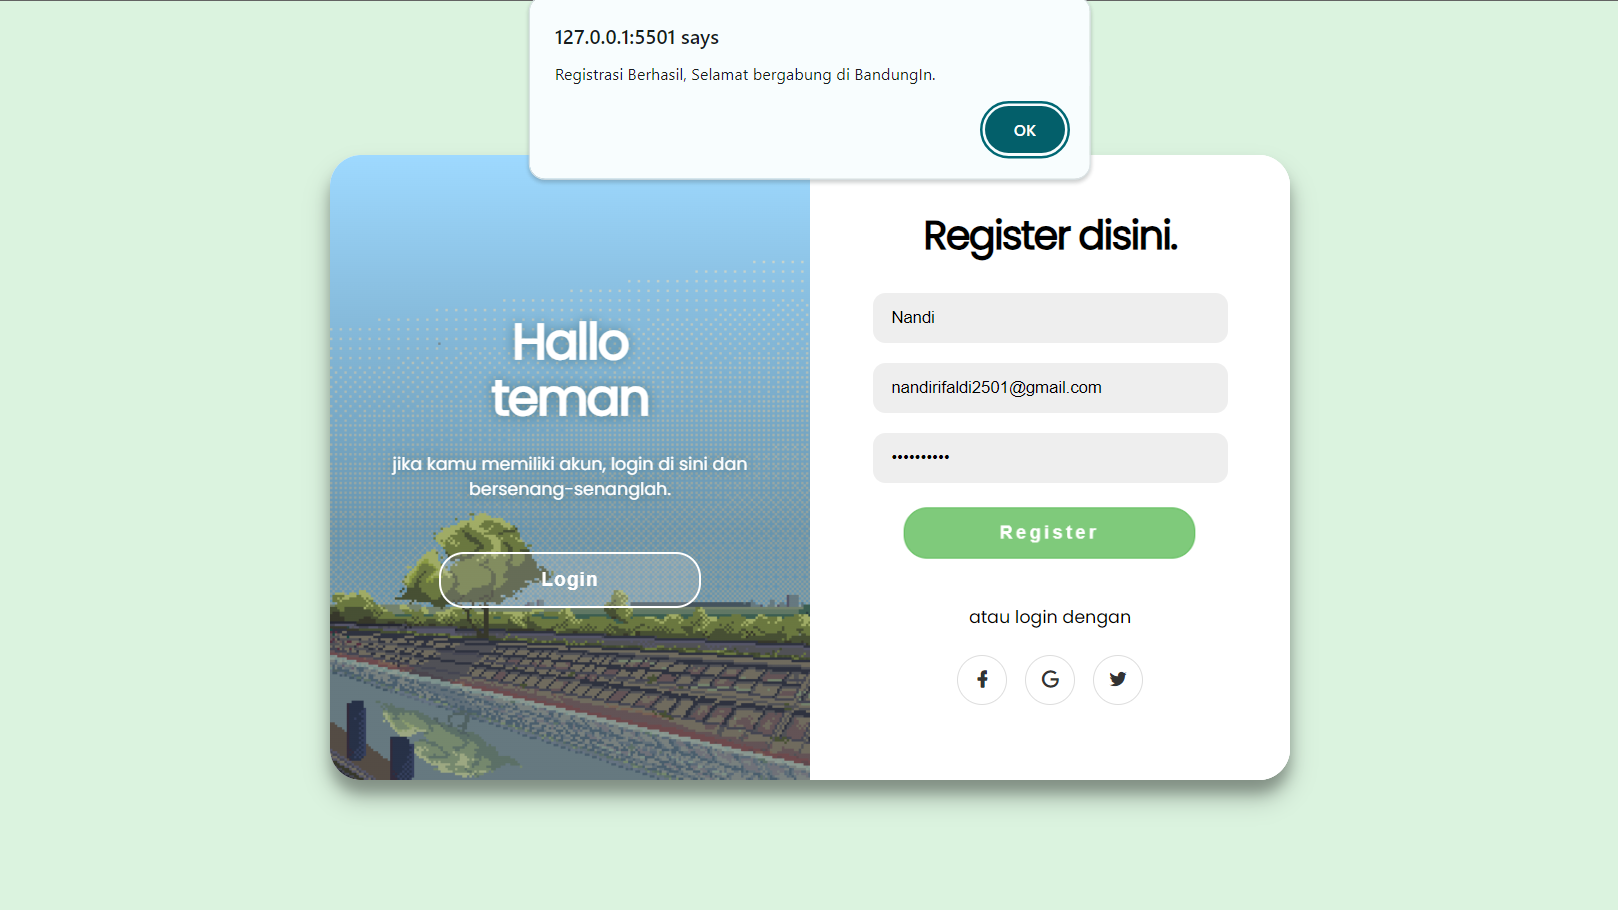 127.0.0.1:5501 says
Registrasi Berhasil, Selamat bergabung di BandungIn.
OK
Hallo
teman
jika kamu memiliki akun, login di sini dan
bersenang-senanglah.
Login
Register disini.
Nandi
nandirifaldi2501@gmail.com
••••••••••
Register
atau login dengan